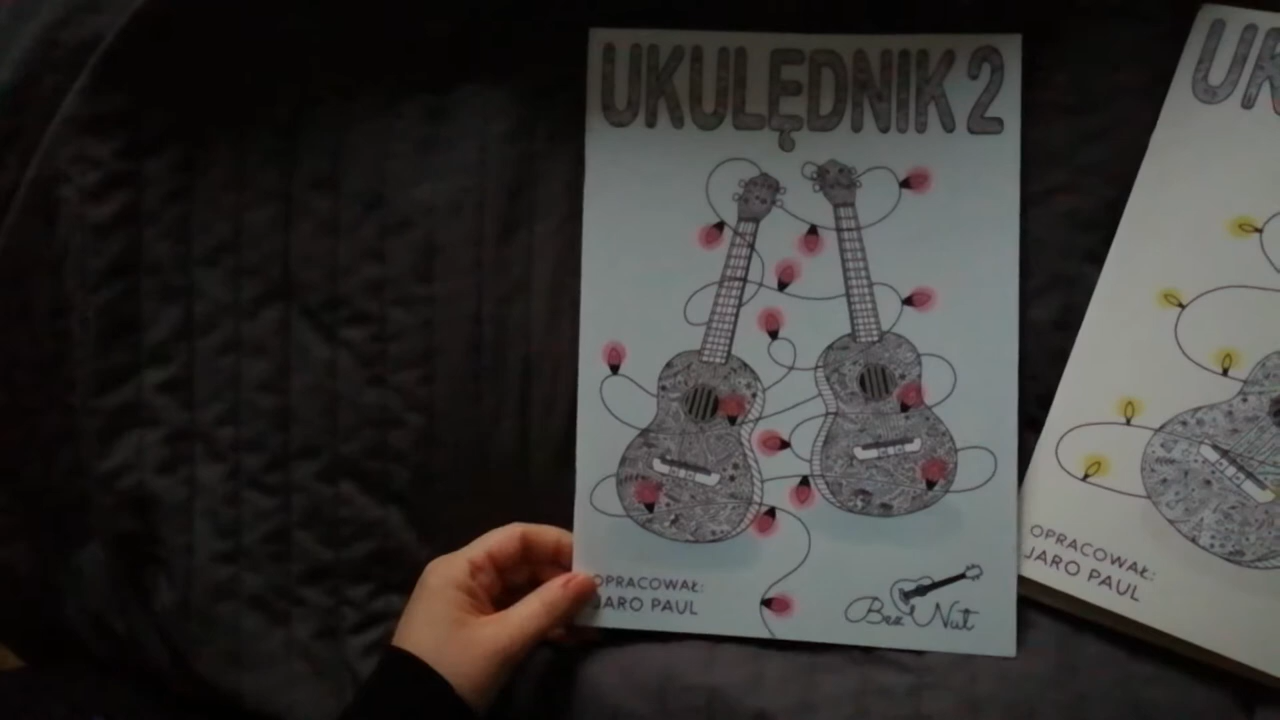 UKULĘDNIK 2
OPRACOWAŁ:
JARO PAUL
Bez Nut
UK
OPRACOWAŁ:
JARO PAUL